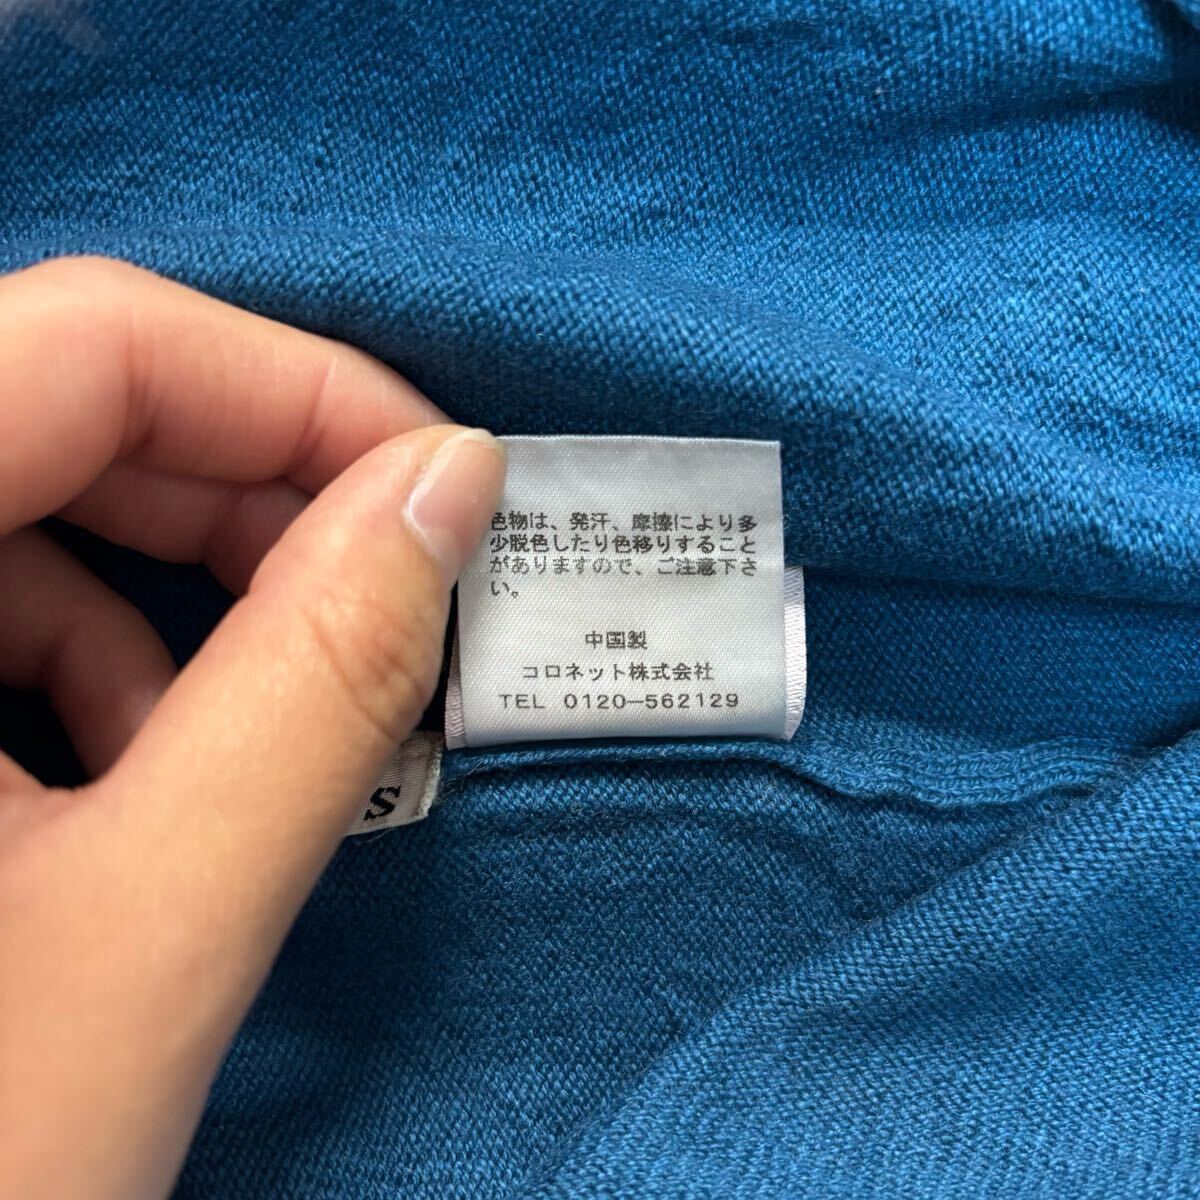 色物は、発汗、摩擦により多
少脱色したり色移りすること
がありますので、ご注意下さ
い。
中国製
コロネット株式会社
TEL 0120-562129
S